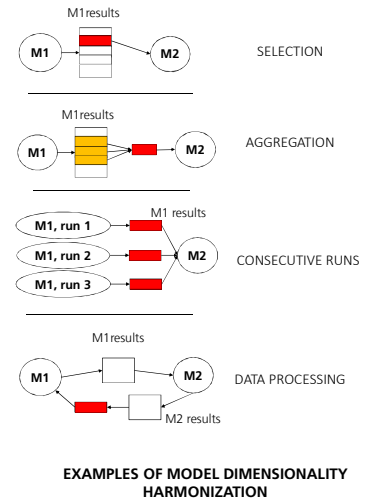 M1results
M1
M2
SELECTION
M1results
M1
M2
AGGREGATION
M1 results
M1, run 1
M1, run 2
M2
CONSECUTIVE RUNS
M1, run 3
M1results
M1
M2
DATA PROCESSING
M2 results
EXAMPLES OF MODEL DIMENSIONALITY
HARMONIZATION